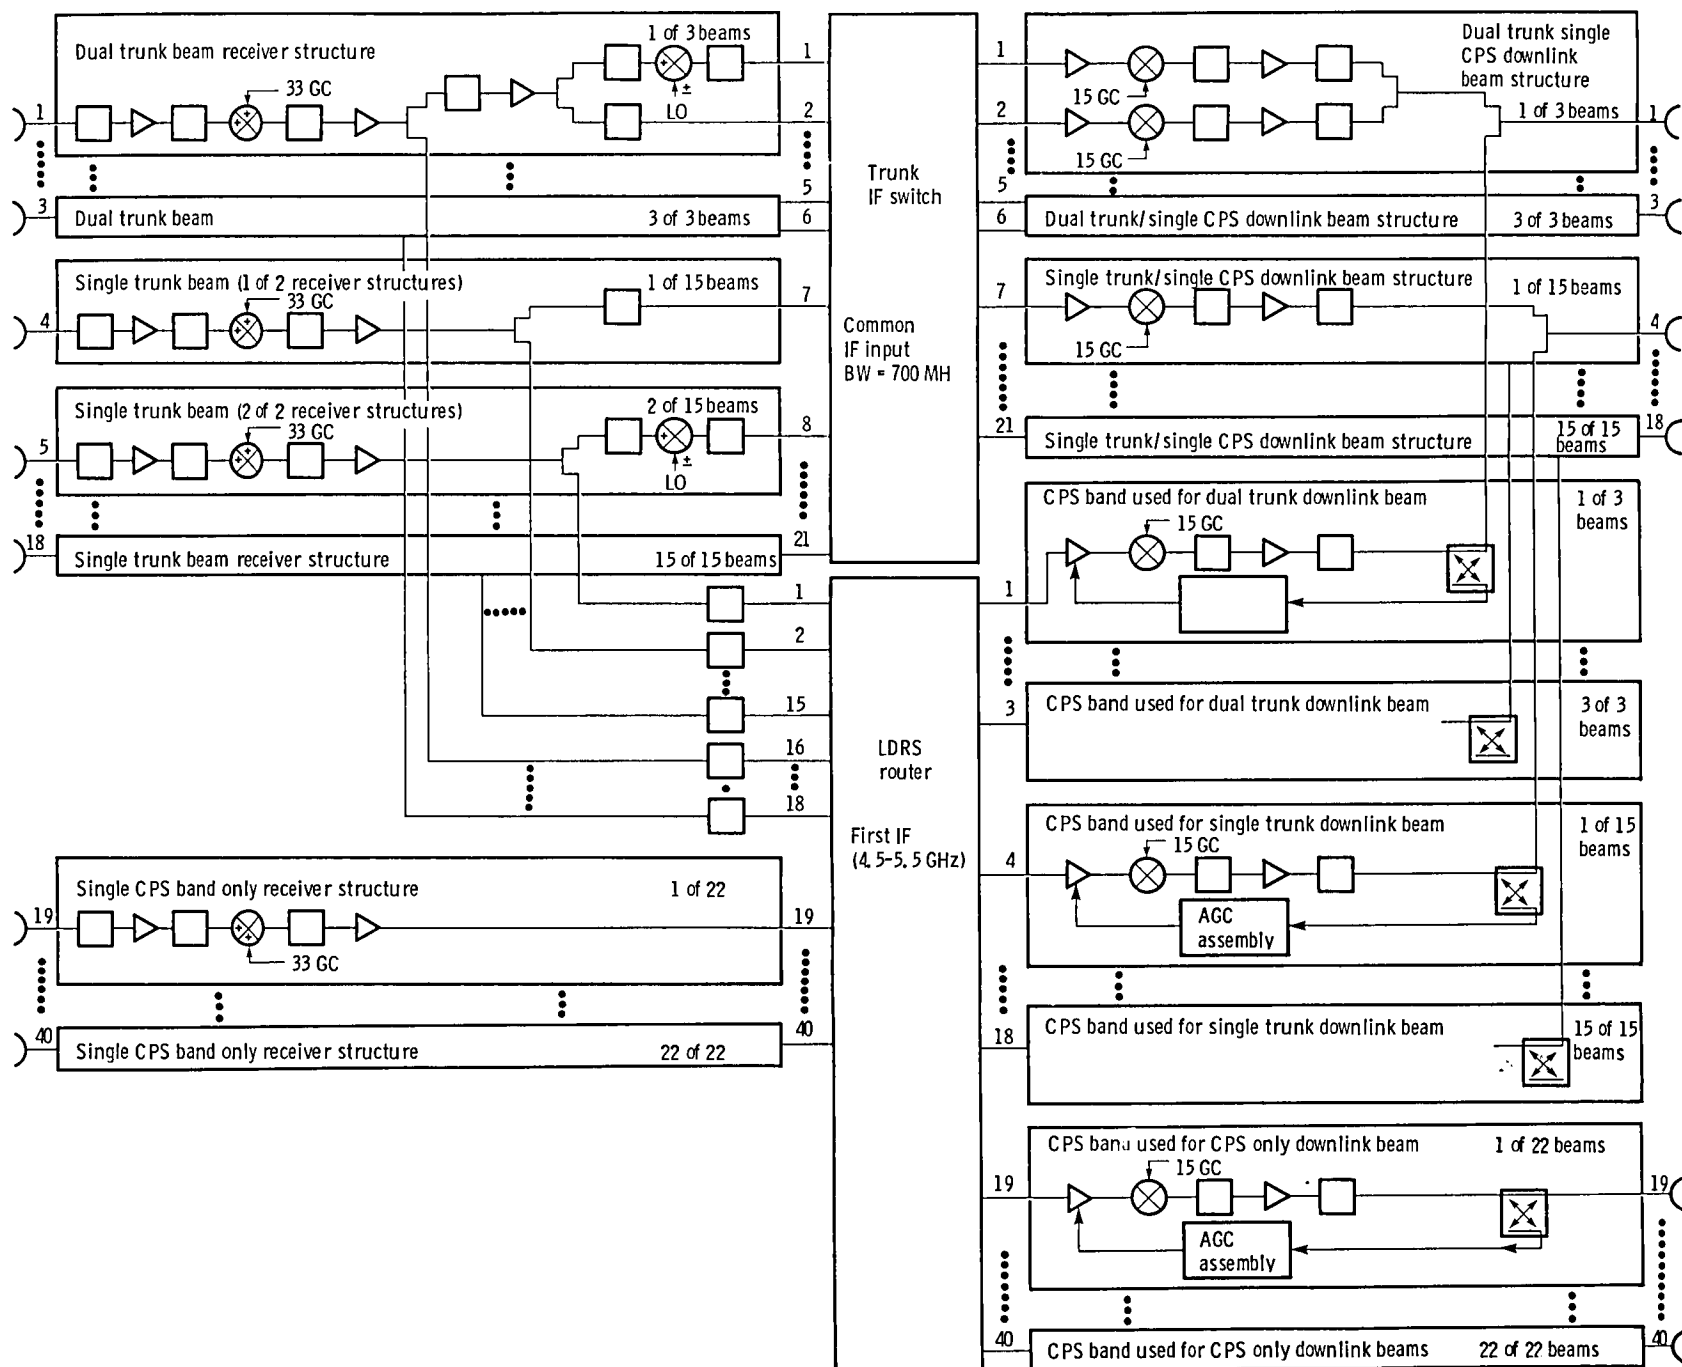 Dual trunk beam receiver structure
1 of 3 beams
33 GC
LO
±
1
1
2
Dual trunk beam
3 of 3 beams
3
5
6
Single trunk beam (1 of 2 receiver structures)
33 GC
1 of 15 beams
4
7
Single trunk beam (2 of 2 receiver structures)
33 GC
2 of 15 beams
LO
±
5
8
Single trunk beam receiver structure
15 of 15 beams
18
21
1
2
15
16
18
Single CPS band only receiver structure
1 of 22
33 GC
19
19
Single CPS band only receiver structure
22 of 22
40
40
Trunk
IF switch
Common
IF input
BW = 700 MH
LDRS
router
First IF
(4.5-5.5 GHz)
Dual trunk single
CPS downlink
beam structure
1
2
15 GC
15 GC
1 of 3 beams
1
5
6
Dual trunk/single CPS downlink beam structure
3 of 3 beams
3
Single trunk/single CPS downlink beam structure
1 of 15 beams
7
15 GC
4
21
Single trunk/single CPS downlink beam structure
15 of 15
beams
18
CPS band used for dual trunk downlink beam
1 of 3
beams
15 GC
1
CPS band used for dual trunk downlink beam
3 of 3
beams
3
CPS band used for single trunk downlink beam
1 of 15
beams
15 GC
4
AGC
assembly
CPS band used for single trunk downlink beam
15 of 15
beams
18
CPS band used for CPS only downlink beam
1 of 22 beams
15 GC
19
19
AGC
assembly
40
CPS band used for CPS only downlink beams
22 of 22 beams
40